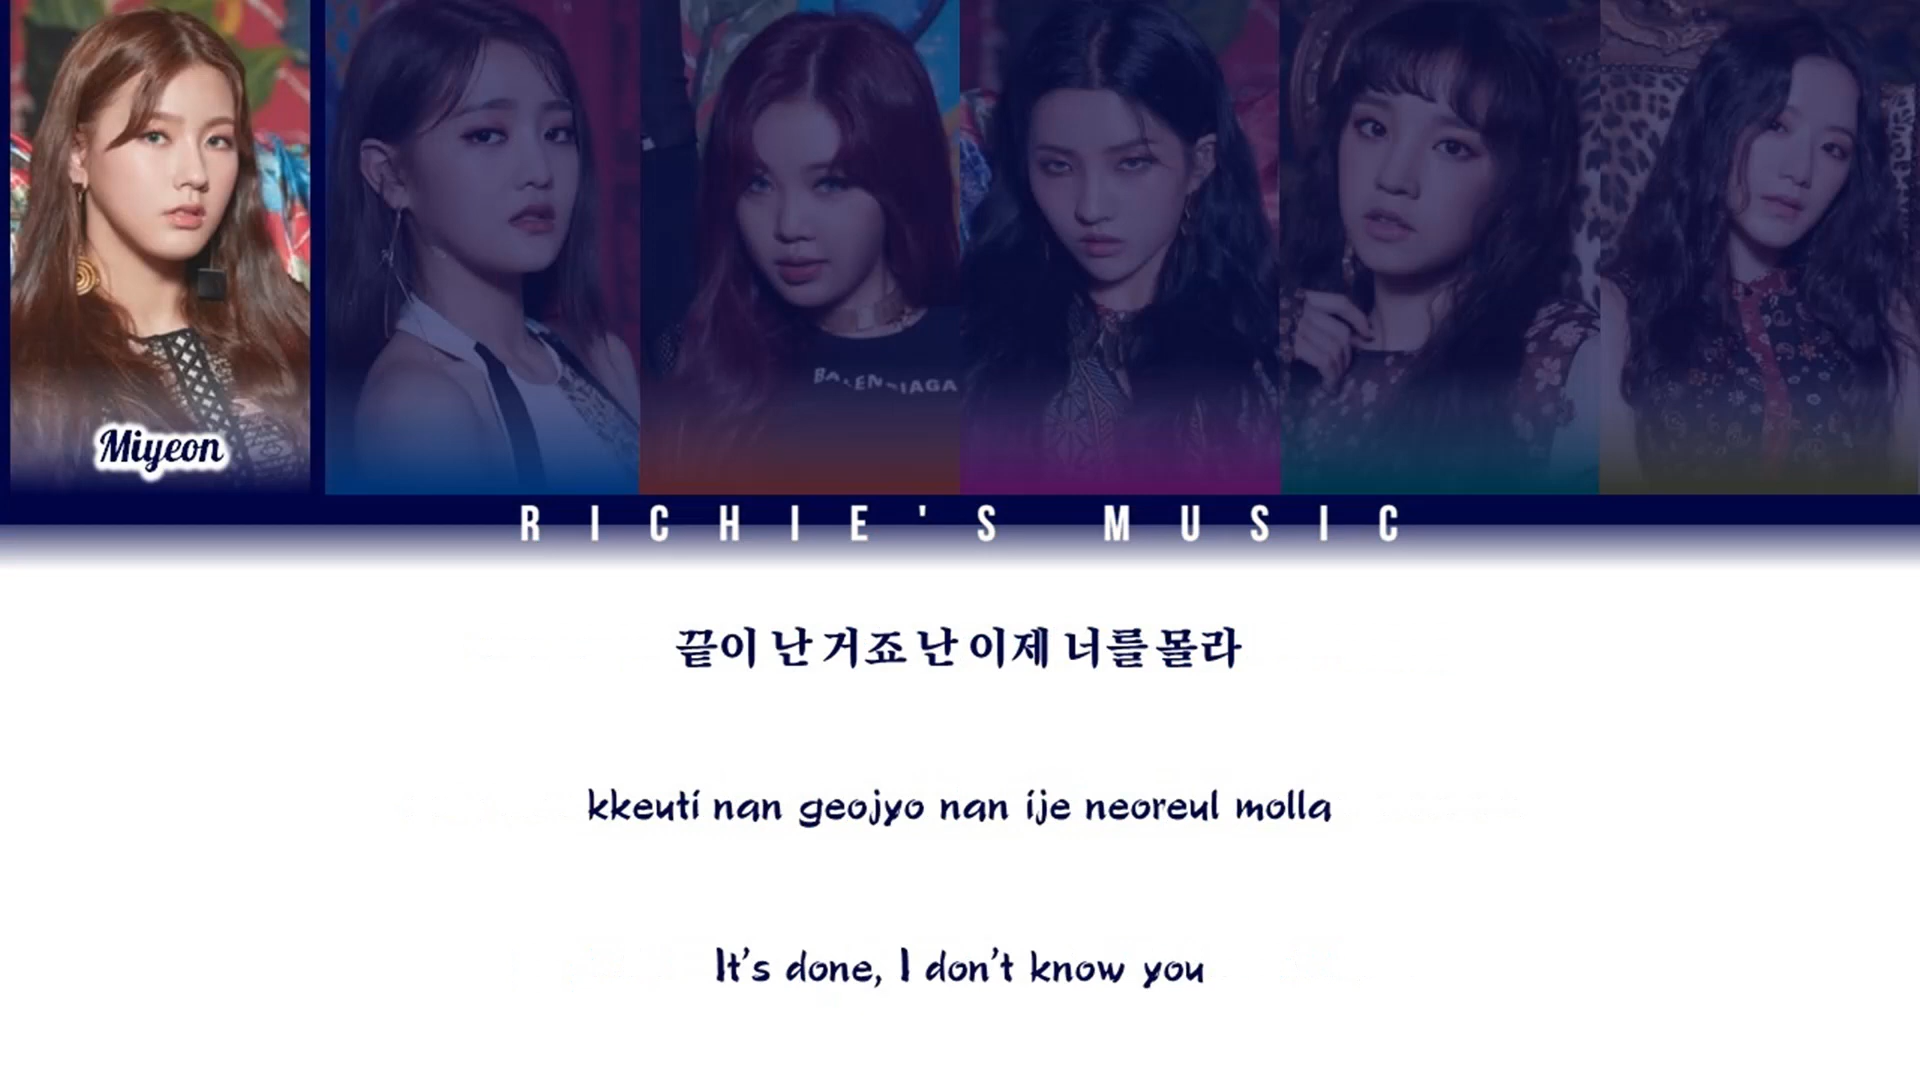 BALENCIAGA
Miyeon
RICHIE'S MUSIC
끝이 난 거죠 난 이제 너를 몰라
kkeuti nan geojyo nan ije neoreul molla
It's done, I don't know you